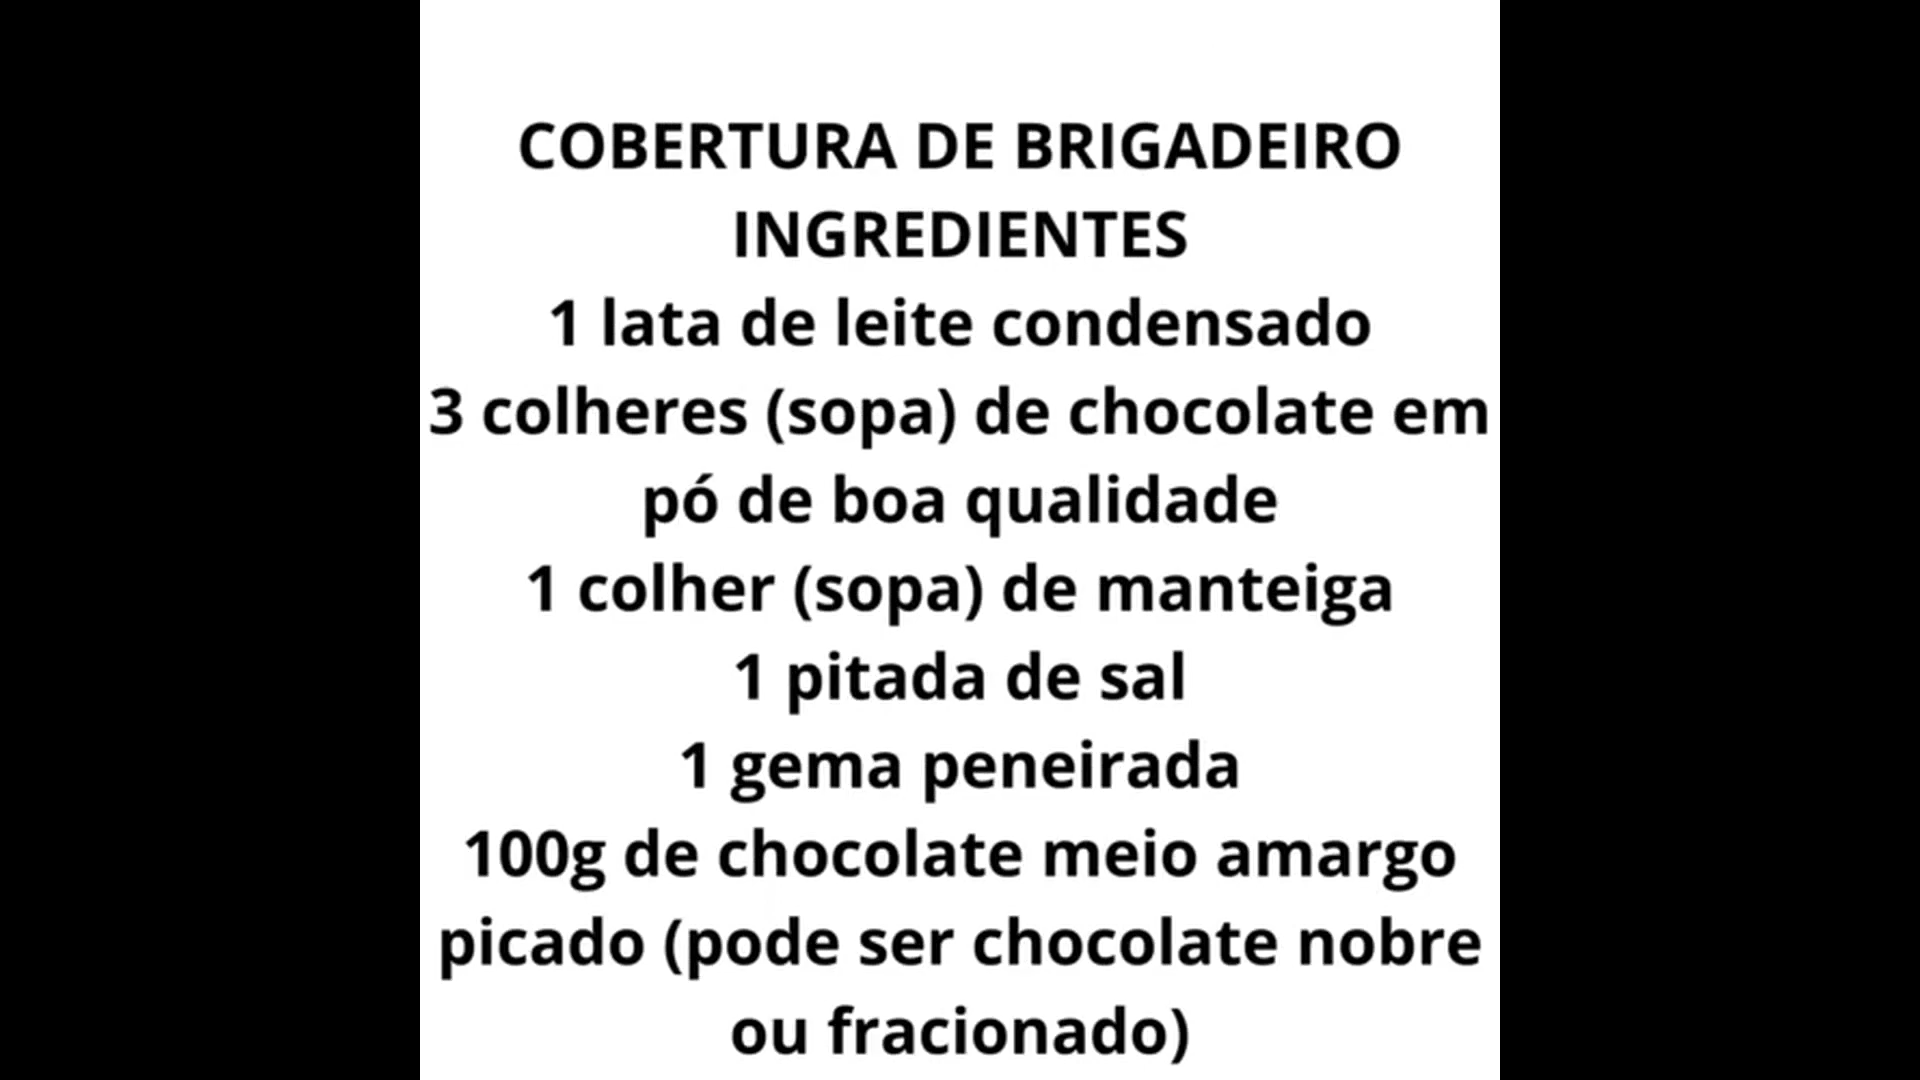 COBERTURA DE BRIGADEIRO
INGREDIENTES
1 lata de leite condensado
3 colheres (sopa) de chocolate em
pó de boa qualidade
1 colher (sopa) de manteiga
1 pitada de sal
1 gema peneirada
100g de chocolate meio amargo
picado (pode ser chocolate nobre
ou fracionado)